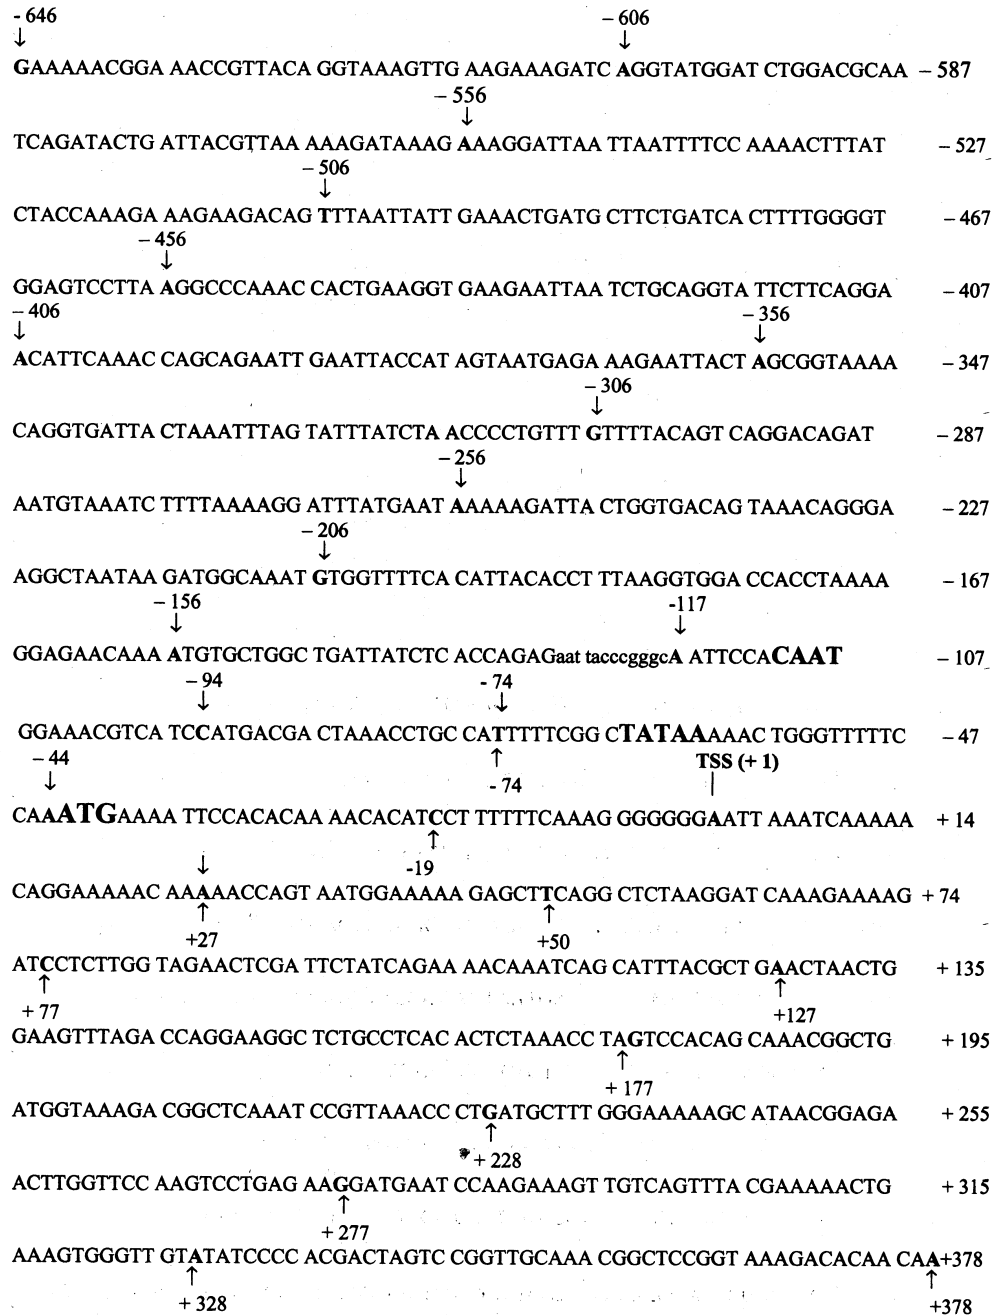 - 646 – 606
GAAAAACGGA AACCGTTACA GGTAAAGTTG AAGAAAGATC AGGTATGGAT CTGGACGCAA – 587
– 556
TCAGATACTG ATTACGTTAA AAAGATAAAG AAAGGATTAA TTAATTTTCC AAAACTTTAT – 527
– 506
CTACCAAAGA AAGAAGACAG TTTAATTATT GAAACTGATG CTTCTGATCA CTTTTGGGGT – 467
– 456
GGAGTCCTTA AAGGCCCAAAC CACTGAAGGT GAAGAATTAA TCTGCAGGTA TTCTTCAGGA – 407
– 406 – 356
ACATTCAAAC CAGCAGAATT GAATTACCAT AGTAATGAGA AAGAATTACT AGCGGTAAAA – 347
– 306
CAGGTGATTA CTAAATTTAG TATTTATCTA ACCCCTGTTT GTTTTACAGT CAGGACAGAT – 287
– 256
AATGTAAATC TTTTAAAAGG ATTTATGAAT AAAAAGATTA CTGGTGACAG TAAACAGGGA – 227
– 206
AGGCTAATAA GATGGCAAAT GTGGTTTTCA CATTACACCT TTAAGGTGGA CCACCTAAAA – 167
– 156 -117
GGAGAACAAA ATGTGCTGGC TGATTATCTC ACCAGAGaat tacccgggcA ATTCCACAAT – 107
– 94 - 74
GGAAACGTCA TCCATGACGA CTAAACCTGC CATTTTTCGG CTATAAAAAC TGGGTTTTTC – 47
– 44 - 74 TSS (+ 1)
CAAATGAAAA TTCCACACAA AACACATCCT TTTTTCAAAG GGGGGGAATT AAATCAAAAA + 14
-19
CAGGAAAAAC AAAAACCAGT AATGGAAAAA GAGCTTCAGG CTCTAAGGAT CAAAGAAAAG + 74
+27 +50
ATCCTCTTGG TAGAACTCGA TTCTATCAGAA AACAAATCAG CATTTACGCT GAACTAACTG + 135
+ 77 +127
GAAGTTTAGA CCAGGAAGGC TCTGCCTCAC ACTCTAAACC TAGTCCACAG CAAACGGCTG + 195
+ 177
ATGGTAAAGA CGGCTCAAAT CCGTTAAACC CTGATGCTTT GGGAAAAAGC ATAACGGAGA + 255
+ 228
ACTTGGTTCC AAGTCCTGAG AAGGATGAAT CCAAGAAAGT TGTCAGTTTA CGAAAAACTG + 315
+ 277
AAAGTGGGTT GTATATCCCC ACGACTAGTC CGGTTGCAAA CGGCTCCGGT AAAGACACAA CAA+378
+ 328 +378